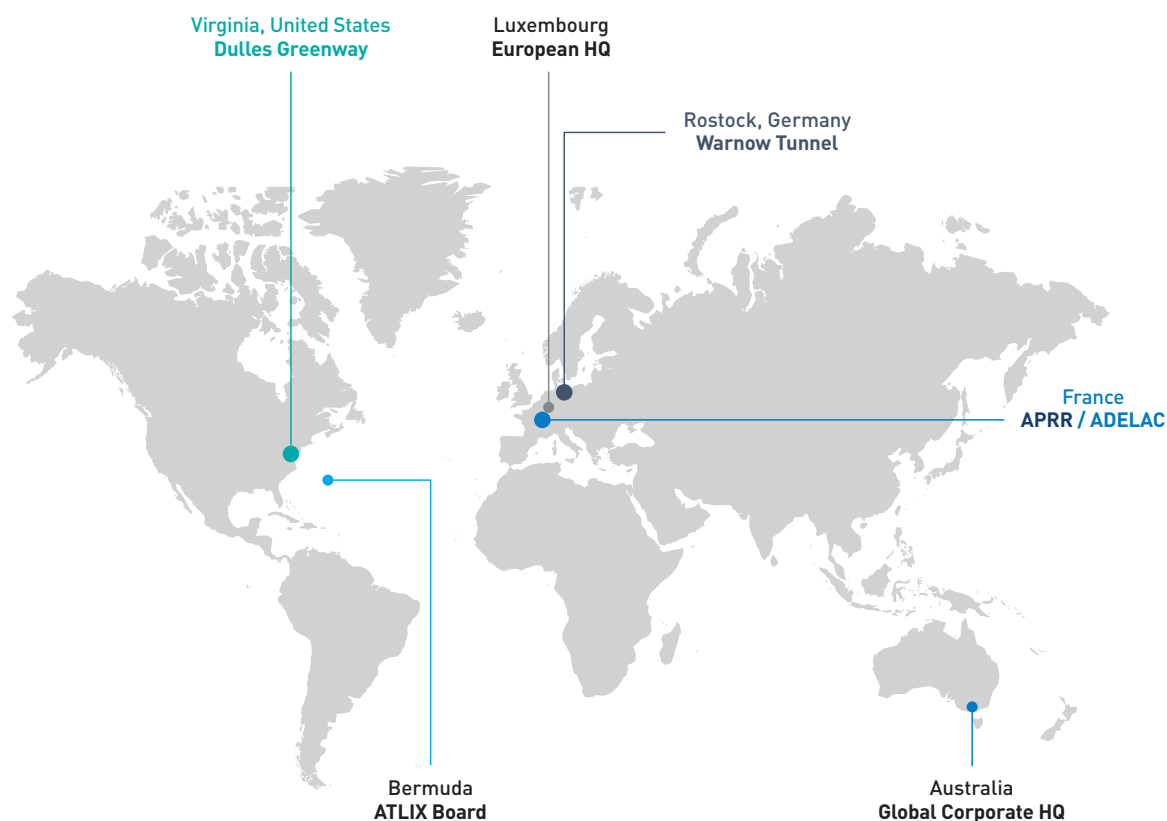 Virginia, United States
Dulles Greenway
Luxembourg
European HQ
Rostock, Germany
Warnow Tunnel
France
APRR / ADELAC
Bermuda
ATLIX Board
Australia
Global Corporate HQ